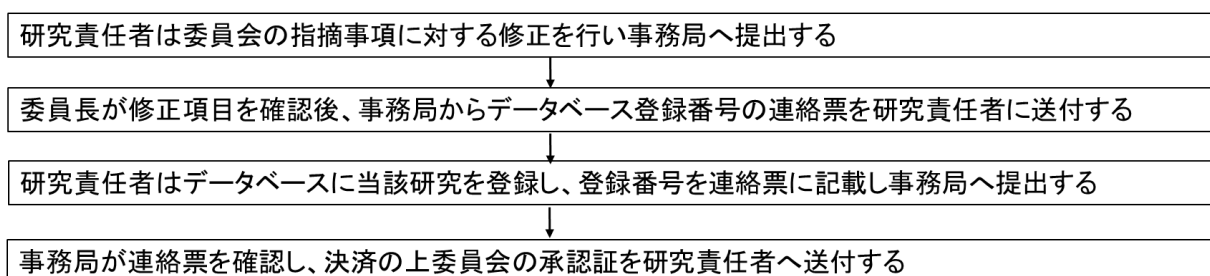 研究責任者は委員会の指摘事項に対する修正を行い事務局へ提出する
委員長が修正項目を確認後、事務局からデータベース登録番号の連絡票を研究責任者に送付する
研究責任者はデータベースに当該研究を登録し、登録番号を連絡票に記載し事務局へ提出する
事務局が連絡票を確認し、決済の上委員会の承認証を研究責任者へ送付する